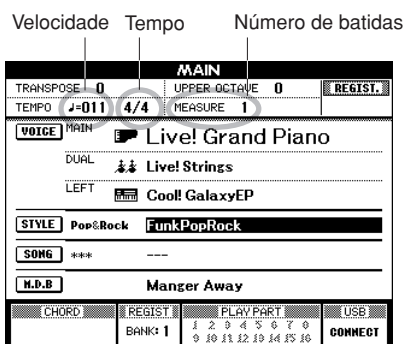 Velocidade Tempo Número de batidas
MAIN
TRANSPOSE 0 UPPER OCTAVE 0 REGIST.
TEMPO ♩=011 4/4 MEASURE 1
VOICE MAIN Live! Grand Piano
DUAL Live! Strings
LEFT Cool! GalaxyEP
STYLE Pop&Rock FunkPopRock
SONG *** ---
M.D.B Manger Away
CHORD REGIST PLAY PART USB
BANK: 1 1 2 3 4 5 6 7 8 CONNECT
9 10 11 12 13 14 15 16